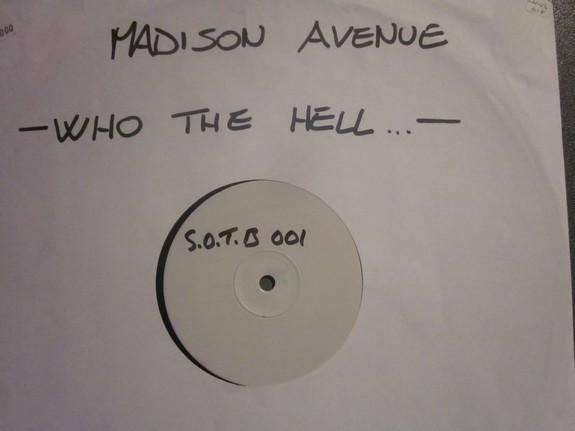 MADISON AVENUE
—WHO THE HELL...—
S.O.T.B 001